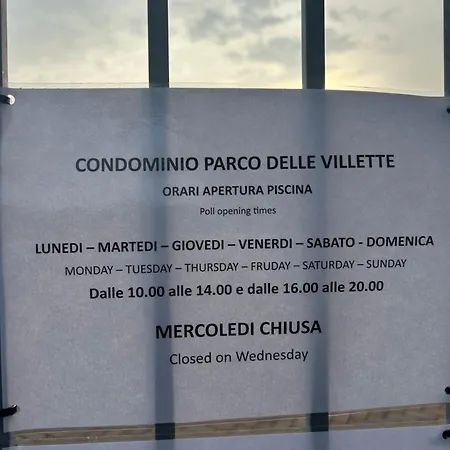 CONDOMINIO PARCO DELLE VILLETTE
ORARI APERTURA PISCINA
Poll opening times
LUNEDI – MARTEDI – GIOVEDI – VENERDI – SABATO - DOMENICA
MONDAY – TUESDAY – THURSDAY – FRUDAY – SATURDAY – SUNDAY
Dalle 10.00 alle 14.00 e dalle 16.00 alle 20.00
MERCOLEDI CHIUSA
Closed on Wednesday